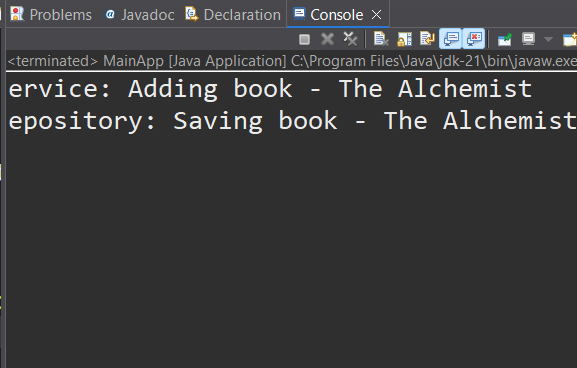 Problems @ Javadoc Declaration Console
<terminated> MainApp [Java Application] C:\Program Files\Java\jdk-21\bin\javaw.exe
ervice: Adding book - The Alchemist
epository: Saving book - The Alchemist